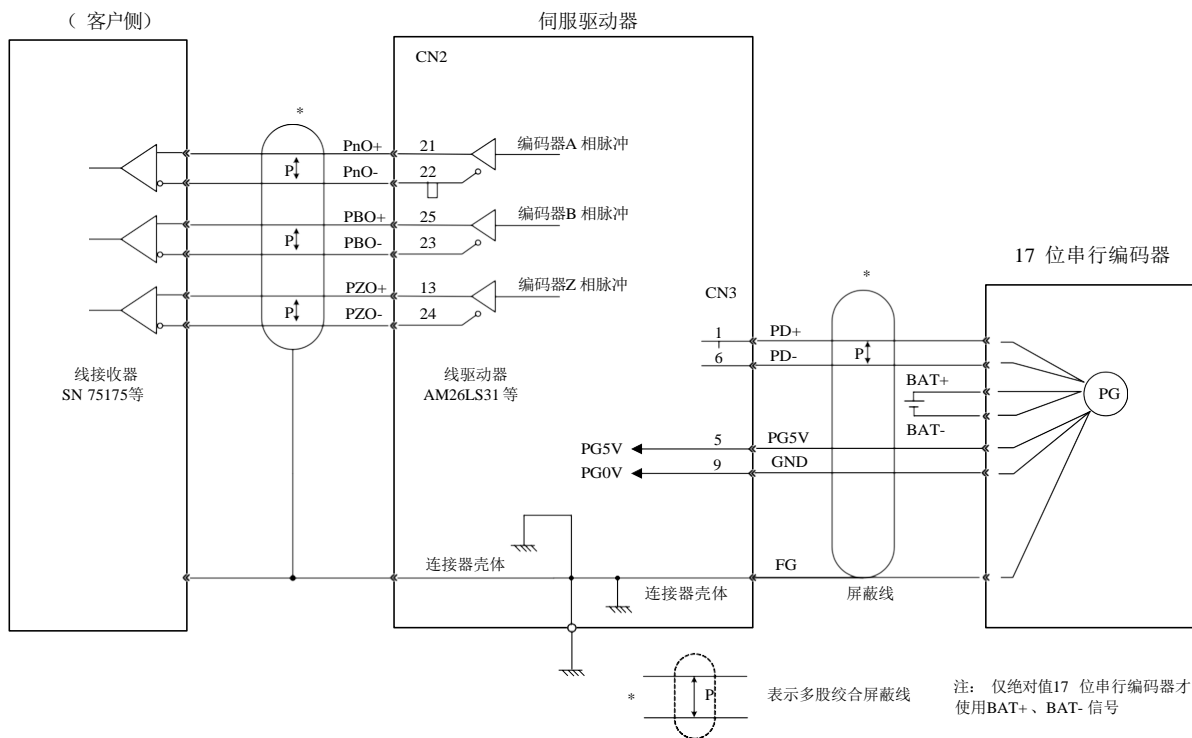 （ 客户侧）
伺服驱动器
CN2
*
PnO+
21
编码器A 相脉冲
P
PnO-
22
PBO+
25
编码器B 相脉冲
P
PBO-
23
17 位串行编码器
PZO+
13
编码器Z 相脉冲
*
P
PZO-
24
CN3
1
PD+
P
6
PD-
线接收器
SN 75175等
线驱动器
AM26LS31 等
BAT+
PG
BAT-
PG5V
5
PG5V
PG0V
9
GND
连接器壳体
FG
连接器壳体
屏蔽线
*
P
表示多股绞合屏蔽线
注： 仅绝对值17 位串行编码器才
使用BAT+ 、BAT- 信号